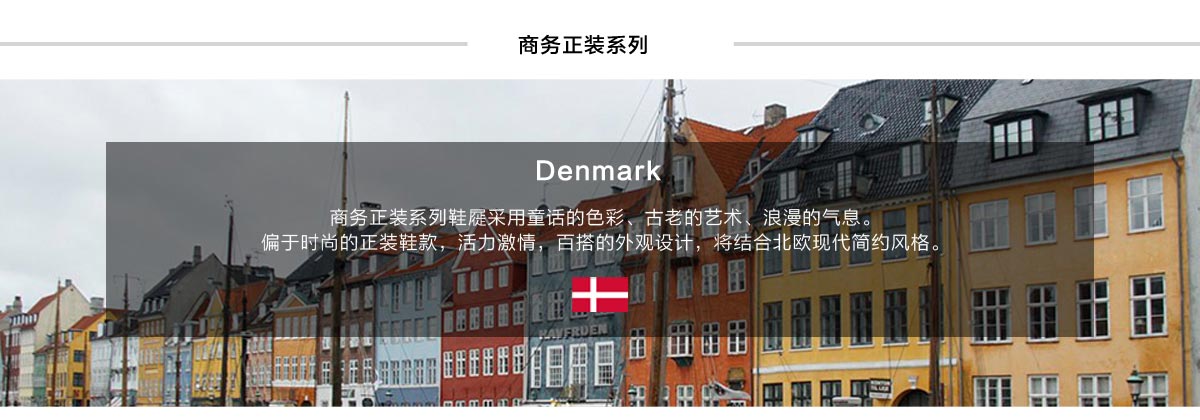 商务正装系列
Denmark
商务正装系列鞋屣采用童话的色彩、古老的艺术、浪漫的气息。
偏于时尚的正装鞋款，活力激情，百搭的外观设计，将结合北欧现代简约风格。
HAVFRUEN